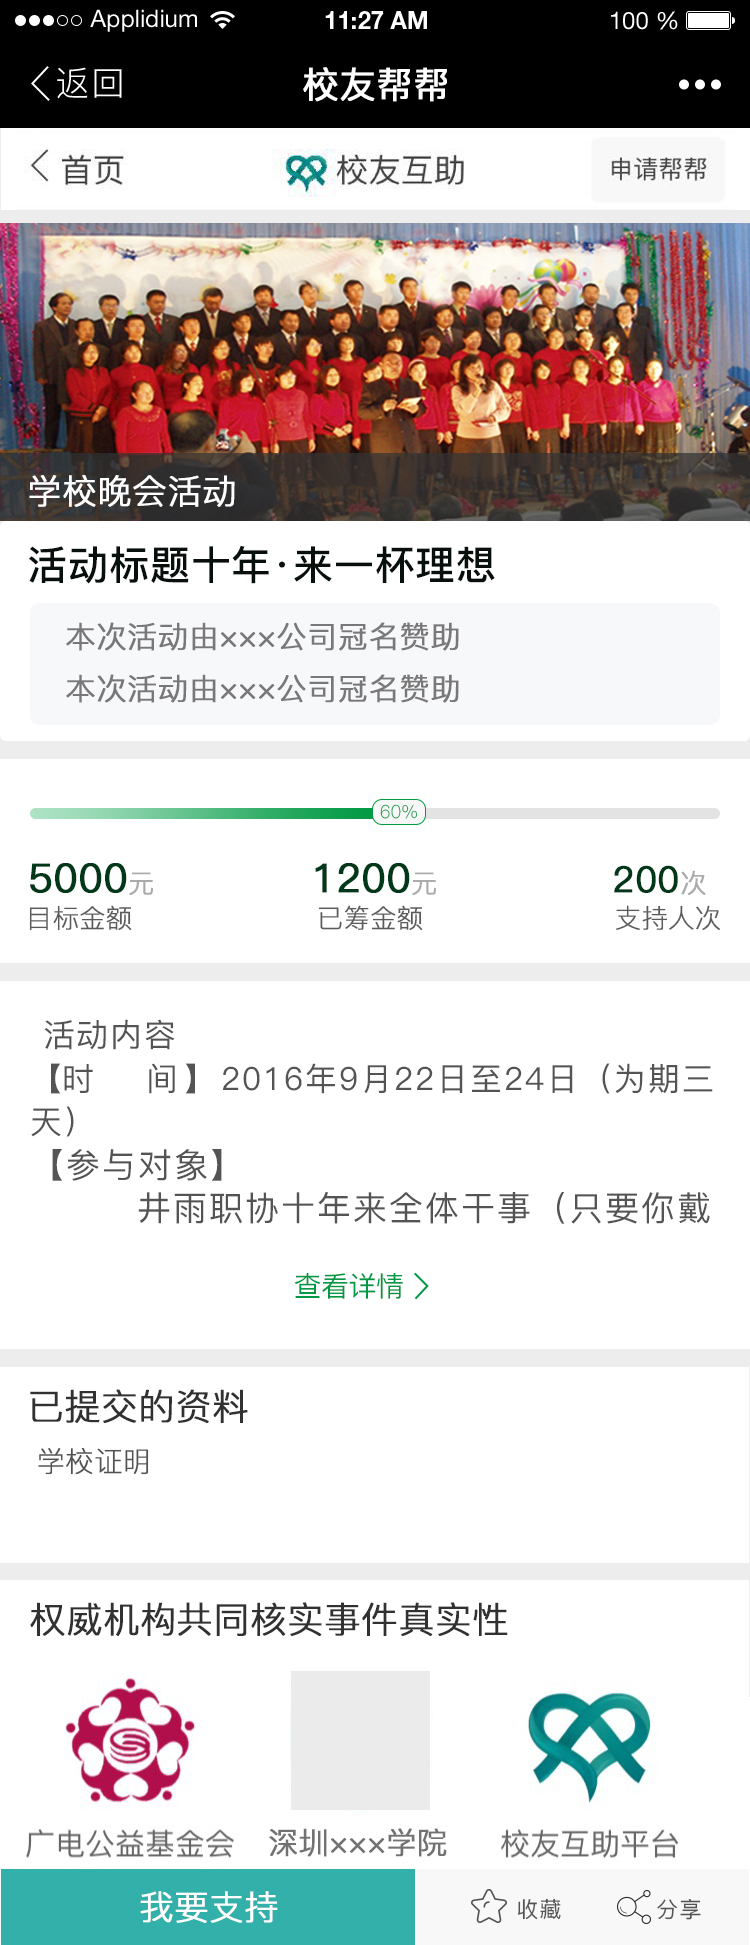 ●●●○○ Applidium 11:27 AM 100 %
返回 校友帮帮 •••
首页 校友互助 申请帮帮
学校晚会活动
活动标题十年·来一杯理想
本次活动由×××公司冠名赞助
本次活动由×××公司冠名赞助
60%
5000元 1200元 200次
目标金额 已筹金额 支持人次
活动内容
【时 间】2016年9月22日至24日（为期三
天）
【参与对象】
井雨职协十年来全体干事（只要你戴
查看详情
已提交的资料
学校证明
权威机构共同核实事件真实性
广电公益基金会 深圳×××学院 校友互助平台
我要支持 收藏 分享